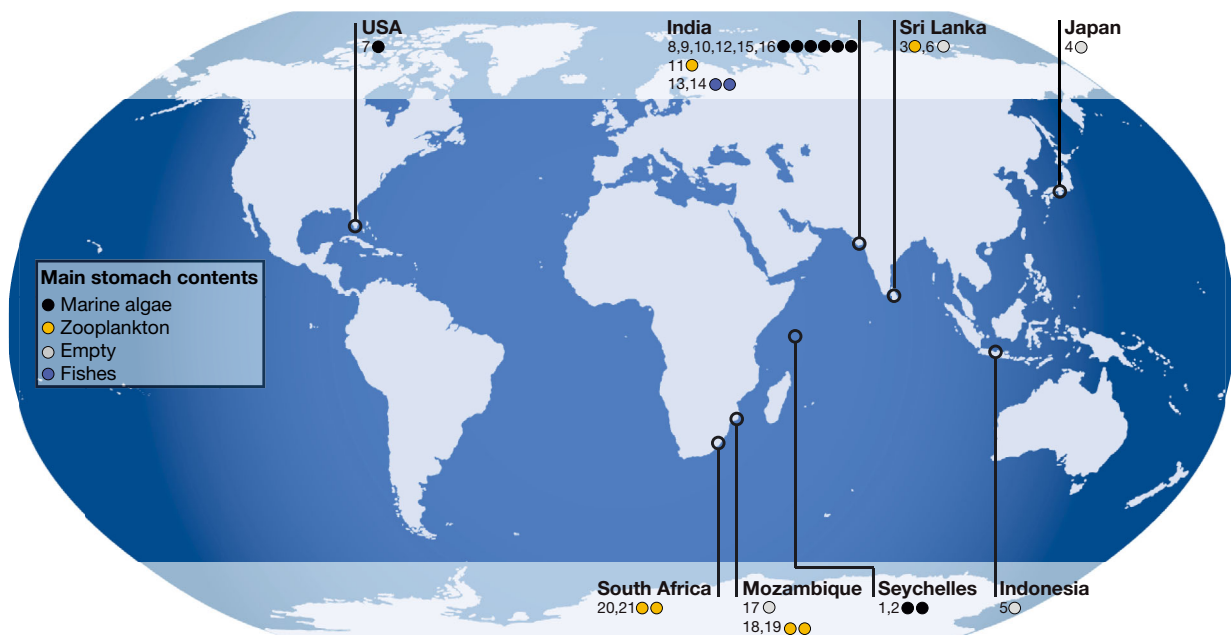 USA
7
India
8,9,10,12,15,16
11
13,14
Sri Lanka
3 ,6
Japan
4
Main stomach contents
Marine algae
Zooplankton
Empty
Fishes
South Africa
20,21
Mozambique
17
18,19
Seychelles
1,2
Indonesia
5